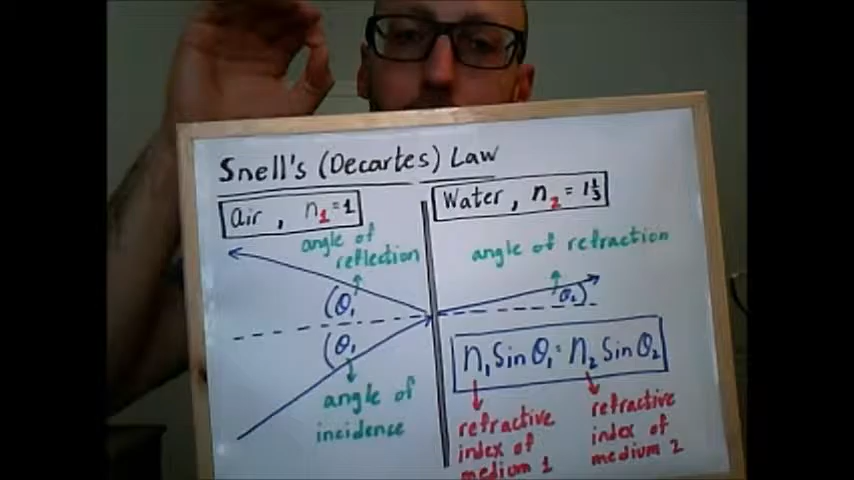 Snell's (Decartes) Law
air , n₁ = 1
Water , n₂ = 1⅓
angle of
reflection
angle of refraction
(θ₁
θ₂)
(θ₁
n₁ Sin θ₁ = n₂ Sin θ₂
angle of
incidence
refractive
index of
medium 1
refractive
index of
medium 2